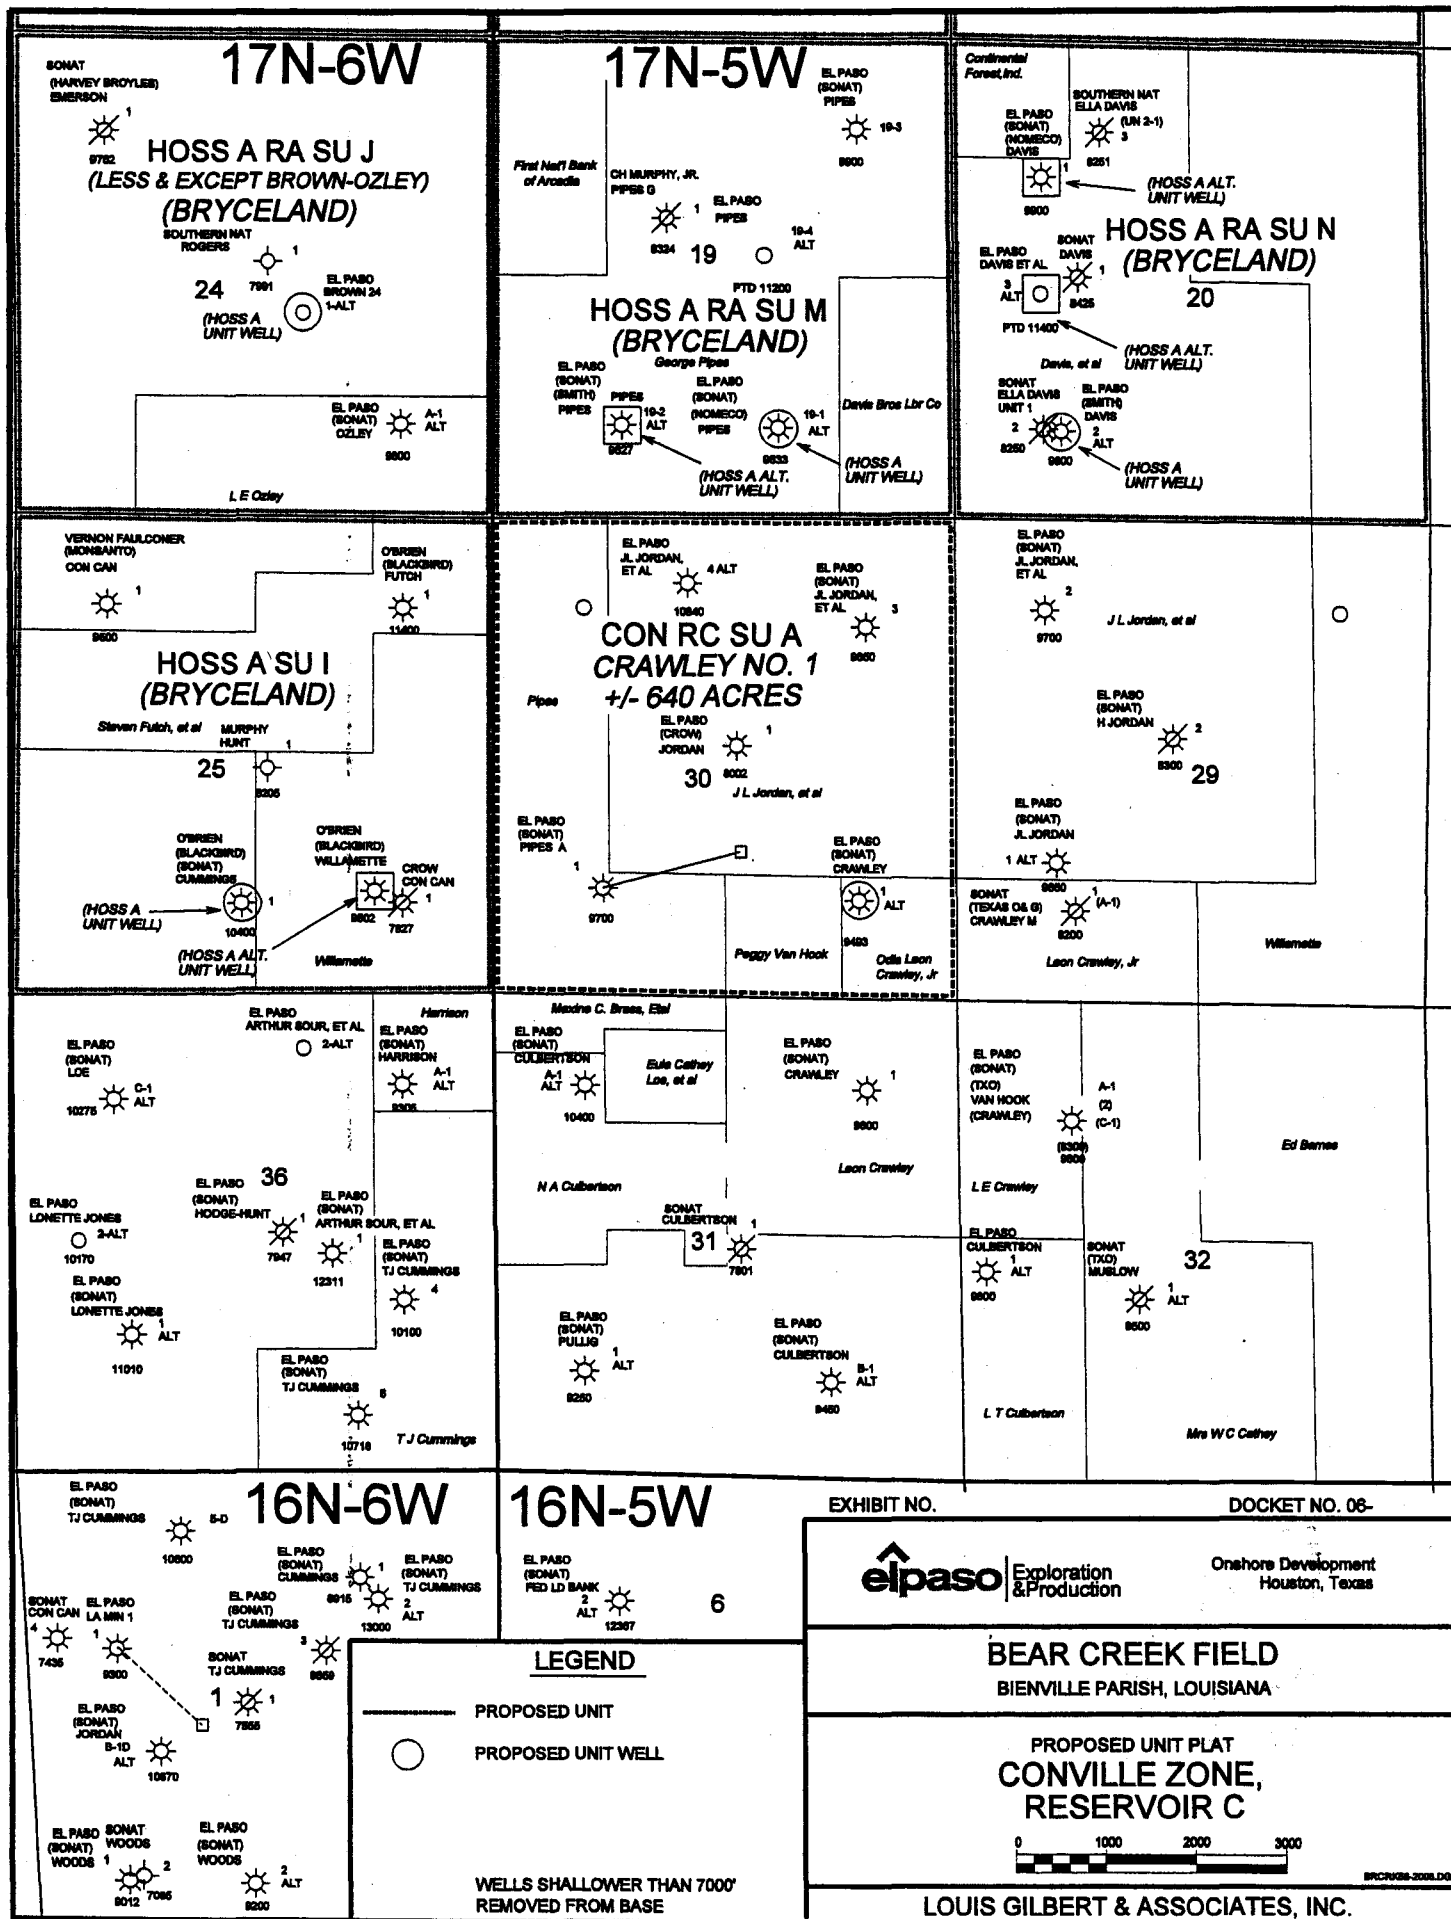 17N-6W
SONAT
(HARVEY BROYLES)
EMERSON
1
9762
HOSS A RA SU J
(LESS & EXCEPT BROWN-OZLEY)
(BRYCELAND)
SOUTHERN NAT
ROGERS
1
7991
24
EL PASO
BROWN 24
1-ALT
(HOSS A
UNIT WELL)
EL PASO
(SONAT)
OZLEY
A-1
ALT
9800
L E Ozley
17N-5W
EL PASO
(SONAT)
PIPES
19-3
9900
First Nat'l Bank
of Arcadia
CH MURPHY, JR.
PIPES G
1
8324
EL PASO
PIPES
19-4
ALT
19
PTD 11200
HOSS A RA SU M
(BRYCELAND)
George Pipes
EL PASO
(SONAT)
(SMITH)
PIPES
PIPES
19-2
ALT
9827
(HOSS A ALT.
UNIT WELL)
EL PASO
(SONAT)
(NOMECO)
PIPES
19-1
ALT
9833
(HOSS A
UNIT WELL)
Davis Bros Lbr Co
Continental
Forest,Ind.
EL PASO
(SONAT)
(NOMECO)
DAVIS
1
9900
SOUTHERN NAT
ELLA DAVIS
(UN 2-1)
3
8251
(HOSS A ALT.
UNIT WELL)
HOSS A RA SU N
(BRYCELAND)
20
EL PASO
DAVIS ET AL
3
ALT
PTD 11400
SONAT
DAVIS
1
8425
(HOSS A ALT.
UNIT WELL)
Davis, et al
SONAT
ELLA DAVIS
UNIT 1
2
8250
EL PASO
(SMITH)
DAVIS
2
ALT
9800
(HOSS A
UNIT WELL)
VERNON FAULCONER
(MONSANTO)
CON CAN
1
9500
O'BRIEN
(BLACKBIRD)
FUTCH
1
11400
HOSS A SU I
(BRYCELAND)
Steven Futch, et al
MURPHY
HUNT
1
8205
25
O'BRIEN
(BLACKBIRD)
(SONAT)
CUMMINGS
1
10400
(HOSS A
UNIT WELL)
O'BRIEN
(BLACKBIRD)
WILLAMETTE
9802
CROW
CON CAN
1
7827
(HOSS A ALT.
UNIT WELL)
Willamette
EL PASO
JL JORDAN,
ET AL
4 ALT
10840
EL PASO
(SONAT)
JL JORDAN,
ET AL
3
9850
CON RC SU A
CRAWLEY NO. 1
+/- 640 ACRES
Pipes
EL PASO
(CROW)
JORDAN
1
8002
30
J L Jordan, et al
EL PASO
(SONAT)
PIPES A
1
9700
EL PASO
(SONAT)
CRAWLEY
1
ALT
9493
Peggy Van Hook
Odis Leon
Crawley, Jr
EL PASO
(SONAT)
JL JORDAN,
ET AL
2
9700
J L Jordan, et al
EL PASO
(SONAT)
H JORDAN
2
8300
29
EL PASO
(SONAT)
JL JORDAN
1 ALT
9850
SONAT
(TEXAS O& G)
CRAWLEY M
1
(A-1)
8200
Leon Crawley, Jr
Willamette
EL PASO
ARTHUR SOUR, ET AL
2-ALT
Harrison
EL PASO
(SONAT)
HARRISON
A-1
ALT
9305
EL PASO
(SONAT)
LOE
C-1
ALT
10275
36
EL PASO
(SONAT)
HODGE-HUNT
1
7947
EL PASO
(SONAT)
ARTHUR SOUR, ET AL
1
12311
EL PASO
LONETTE JONES
2-ALT
10170
EL PASO
(SONAT)
LONETTE JONES
1
ALT
11010
EL PASO
(SONAT)
TJ CUMMINGS
4
10100
EL PASO
(SONAT)
TJ CUMMINGS
5
10718
T J Cummings
Maxine C. Brass, Etal
EL PASO
(SONAT)
CULBERTSON
A-1
ALT
10400
Eula Cathey
Loe, et al
EL PASO
(SONAT)
CRAWLEY
1
9800
Leon Crawley
N A Culbertson
SONAT
CULBERTSON
1
7801
31
EL PASO
(SONAT)
PULLIG
1
ALT
9250
EL PASO
(SONAT)
CULBERTSON
B-1
ALT
9450
EL PASO
(SONAT)
(TXO)
VAN HOOK
(CRAWLEY)
A-1
(2)
(C-1)
(8309)
9809
Ed Barnes
L E Crawley
EL PASO
CULBERTSON
1
ALT
9800
SONAT
(TXO)
MUSLOW
1
ALT
9500
32
L T Culbertson
Mrs W C Cathey
16N-6W
EL PASO
(SONAT)
TJ CUMMINGS
5-D
10800
EL PASO
(SONAT)
CUMMINGS
1
8915
EL PASO
(SONAT)
TJ CUMMINGS
2
ALT
13000
SONAT
CON CAN
4
7435
EL PASO
LA MIN 1
1
9300
EL PASO
(SONAT)
TJ CUMMINGS
3
9859
SONAT
TJ CUMMINGS
1
7855
1
EL PASO
(SONAT)
JORDAN
B-1D
ALT
10870
EL PASO
(SONAT)
WOODS
1
9012
SONAT
WOODS
2
7095
EL PASO
(SONAT)
WOODS
2
ALT
9200
16N-5W
EL PASO
(SONAT)
FED LD BANK
2
ALT
12367
6
LEGEND
PROPOSED UNIT
PROPOSED UNIT WELL
WELLS SHALLOWER THAN 7000'
REMOVED FROM BASE
EXHIBIT NO.
DOCKET NO. 06-
elpaso
Exploration
&Production
Onshore Development
Houston, Texas
BEAR CREEK FIELD
BIENVILLE PARISH, LOUISIANA
PROPOSED UNIT PLAT
CONVILLE ZONE,
RESERVOIR C
0 1000 2000 3000
LOUIS GILBERT & ASSOCIATES, INC.